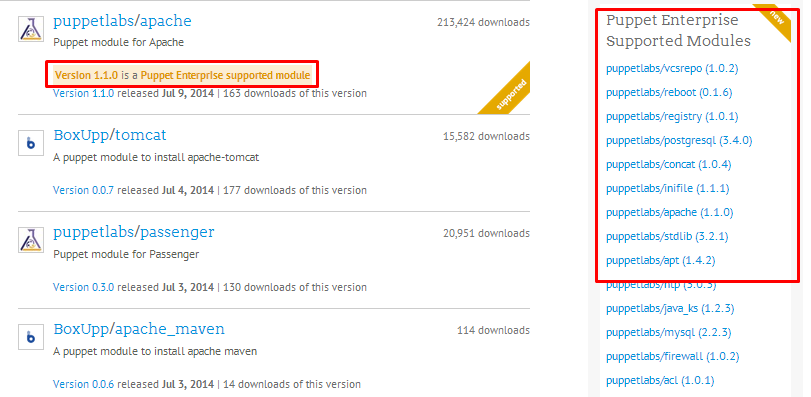 puppetlabs/apache
213,424 downloads
Puppet module for Apache
Version 1.1.0 is a Puppet Enterprise supported module
Version 1.1.0 released Jul 9, 2014 | 163 downloads of this version
supported
BoxUpp/tomcat
15,582 downloads
A puppet module to install apache-tomcat
Version 0.0.7 released Jul 4, 2014 | 177 downloads of this version
puppetlabs/passenger
20,951 downloads
Puppet module for Passenger
Version 0.3.0 released Jul 3, 2014 | 130 downloads of this version
BoxUpp/apache_maven
114 downloads
A puppet module to install apache maven
Version 0.0.6 released Jul 3, 2014 | 14 downloads of this version
new
Puppet Enterprise
Supported Modules
puppetlabs/vcsrepo (1.0.2)
puppetlabs/reboot (0.1.6)
puppetlabs/registry (1.0.1)
puppetlabs/postgresql (3.4.0)
puppetlabs/concat (1.0.4)
puppetlabs/inifile (1.1.1)
puppetlabs/apache (1.1.0)
puppetlabs/stdlib (3.2.1)
puppetlabs/apt (1.4.2)
puppetlabs/ntp (3.0.3)
puppetlabs/java_ks (1.2.3)
puppetlabs/mysql (2.2.3)
puppetlabs/firewall (1.0.2)
puppetlabs/acl (1.0.1)